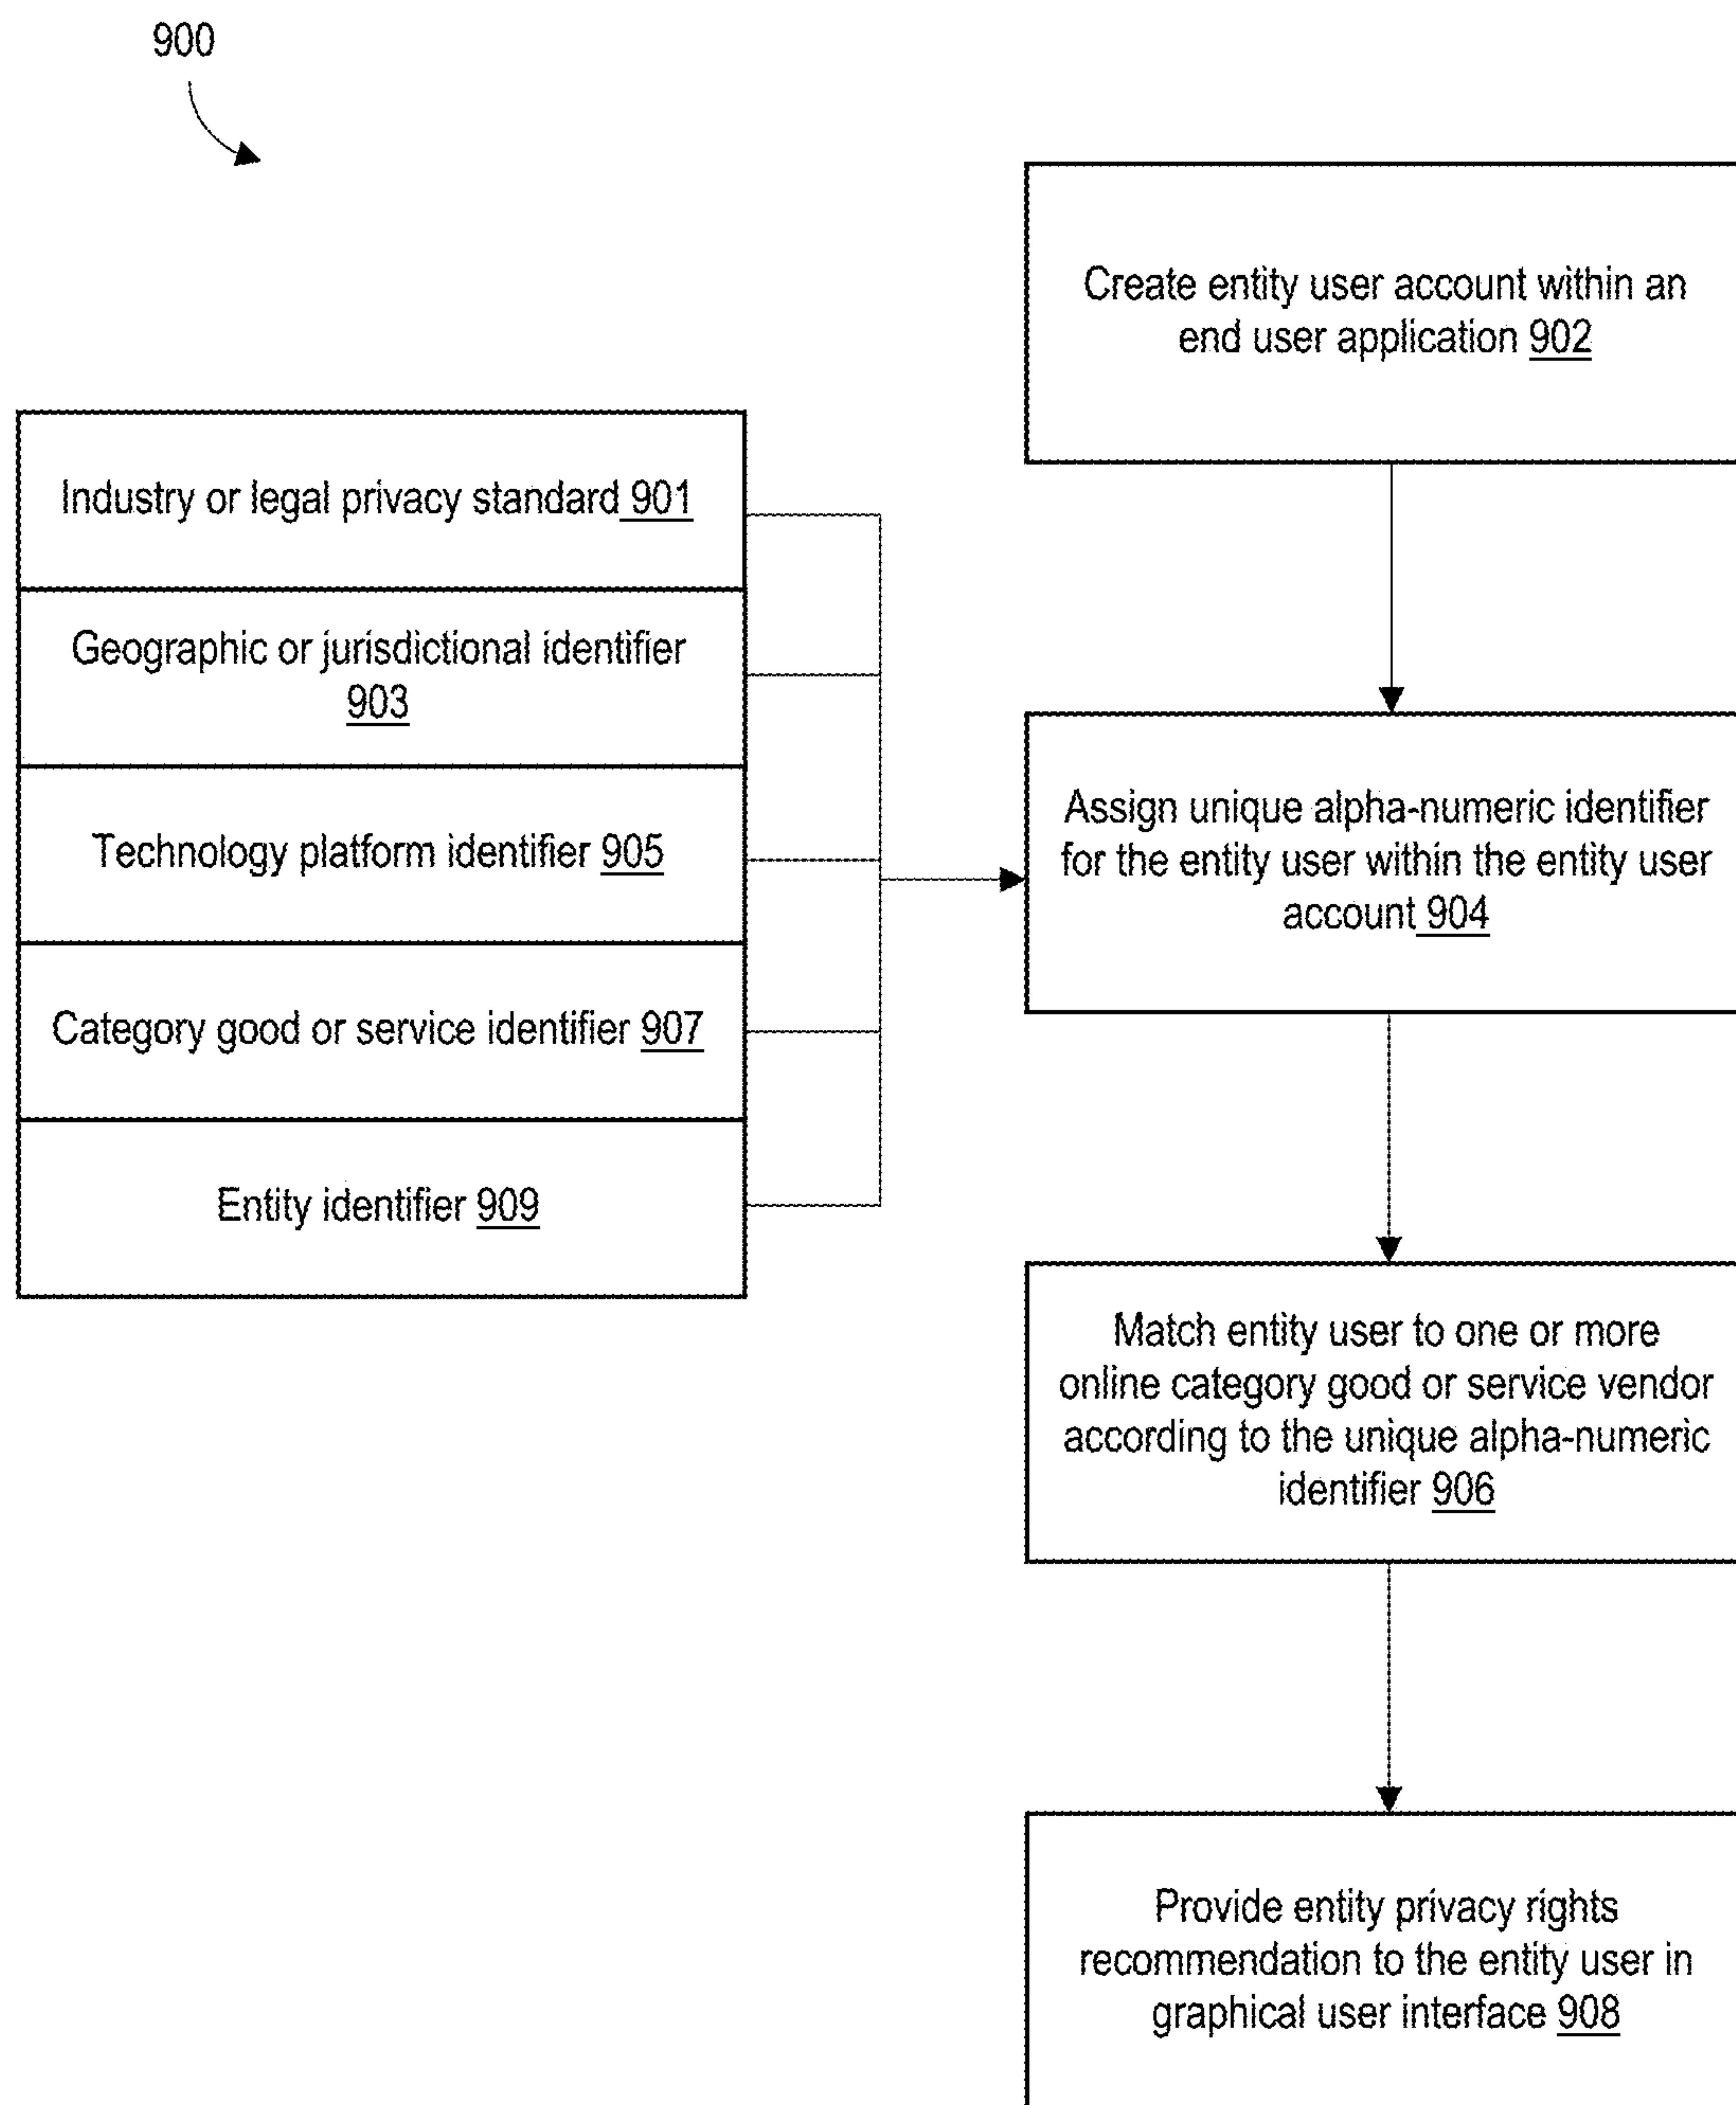 900
Create entity user account within an
end user application 902
Industry or legal privacy standard 901
Geographic or jurisdictional identifier
903
Technology platform identifier 905
Category good or service identifier 907
Entity identifier 909
Assign unique alpha-numeric identifier
for the entity user within the entity user
account 904
Match entity user to one or more
online category good or service vendor
according to the unique alpha-numeric
identifier 906
Provide entity privacy rights
recommendation to the entity user in
graphical user interface 908